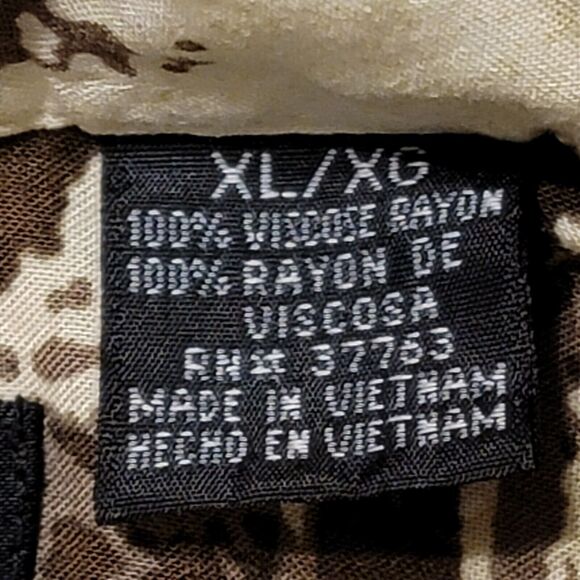 XL/XG
100% VISCOSE RAYON
100% RAYON DE
VISCOSA
RN# 37763
MADE IN VIETNAM
HECHO EN VIETNAM